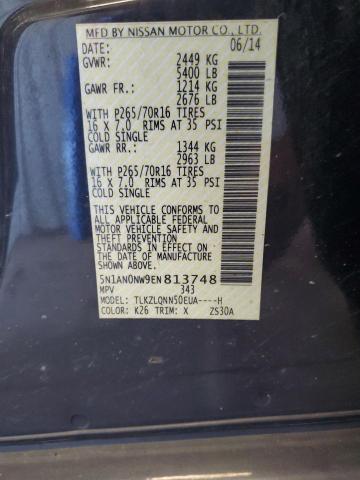 MFD BY NISSAN MOTOR CO., LTD.
DATE: 06/14
GVWR: 2449 KG
5400 LB
GAWR FR.: 1214 KG
2676 LB
WITH P265/70R16 TIRES
16 X 7.0 RIMS AT 35 PSI
COLD SINGLE
GAWR RR.: 1344 KG
2963 LB
WITH P265/70R16 TIRES
16 X 7.0 RIMS AT 35 PSI
COLD SINGLE
THIS VEHICLE CONFORMS TO
ALL APPLICABLE FEDERAL
MOTOR VEHICLE SAFETY AND
THEFT PREVENTION
STANDARDS IN EFFECT ON
THE DATE OF MANUFACTURE
SHOWN ABOVE.
5N1AN0NW9EN813748
MPV 343
MODEL: TLKZLQNN50EUA----H
COLOR: K26 TRIM: X ZS30A